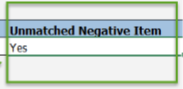 Unmatched Negative Item
Yes